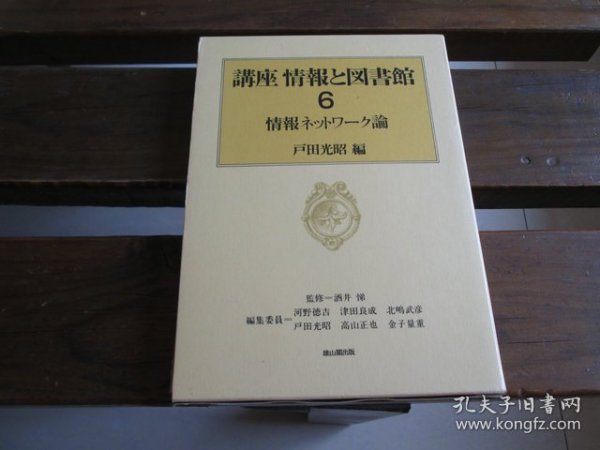 講座 情報と図書館
6
情報ネットワーク論
戸田光昭 編
監修＝酒井 悌
編集委員＝河野徳吉 津田良成 北嶋武彦
戸田光昭 高山正也 金子量重
雄山閣出版
孔夫子旧书网
www.kongfz.com